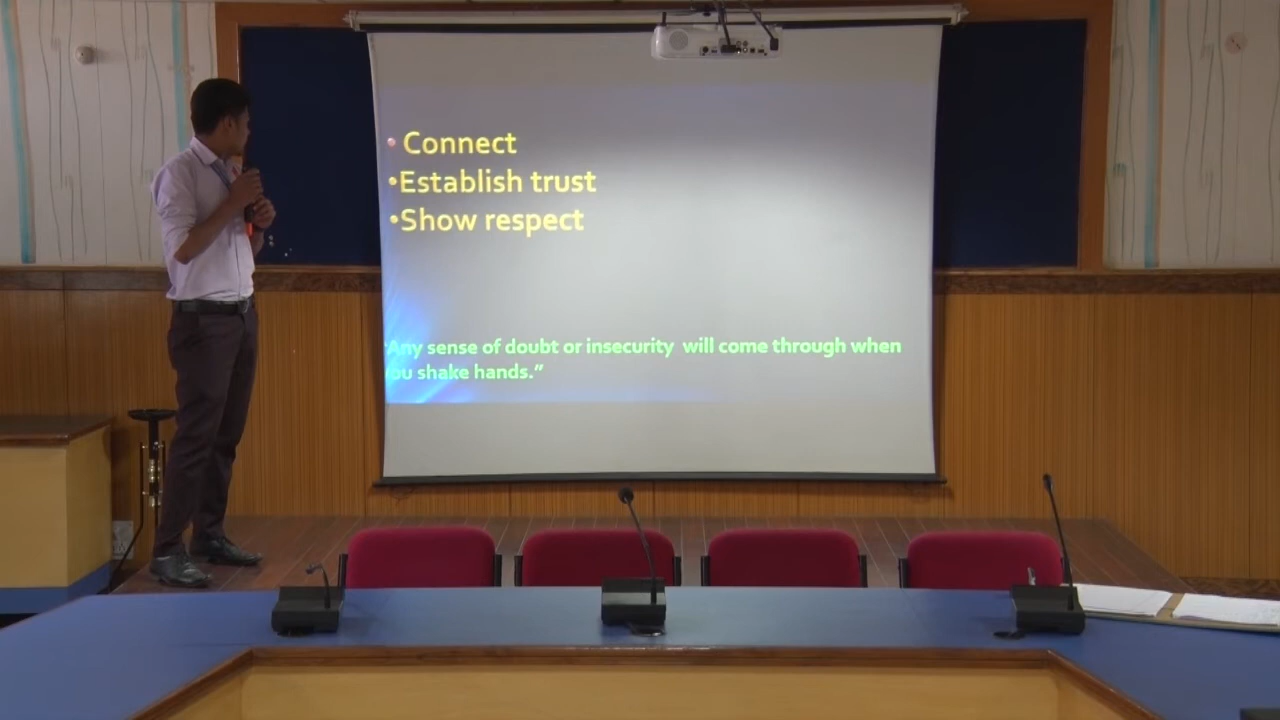 • Connect
•Establish trust
•Show respect
“Any sense of doubt or insecurity will come through when
you shake hands.”